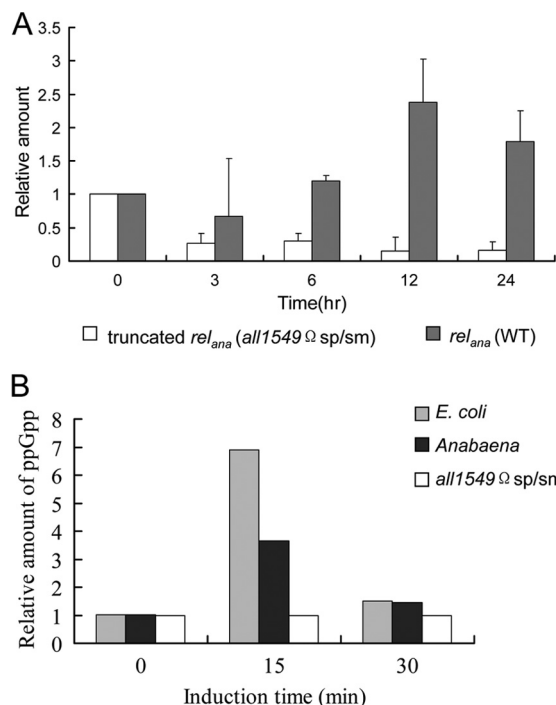 A
Relative amount
3.5
3
2.5
2
1.5
1
0.5
0
0 3 6 12 24
Time(hr)
truncated rel_ana (all1549 Ω sp/sm)
rel_ana (WT)
B
Relative amount of ppGpp
8
7
6
5
4
3
2
1
0
E. coli
Anabaena
all1549 Ω sp/sm
0 15 30
Induction time (min)